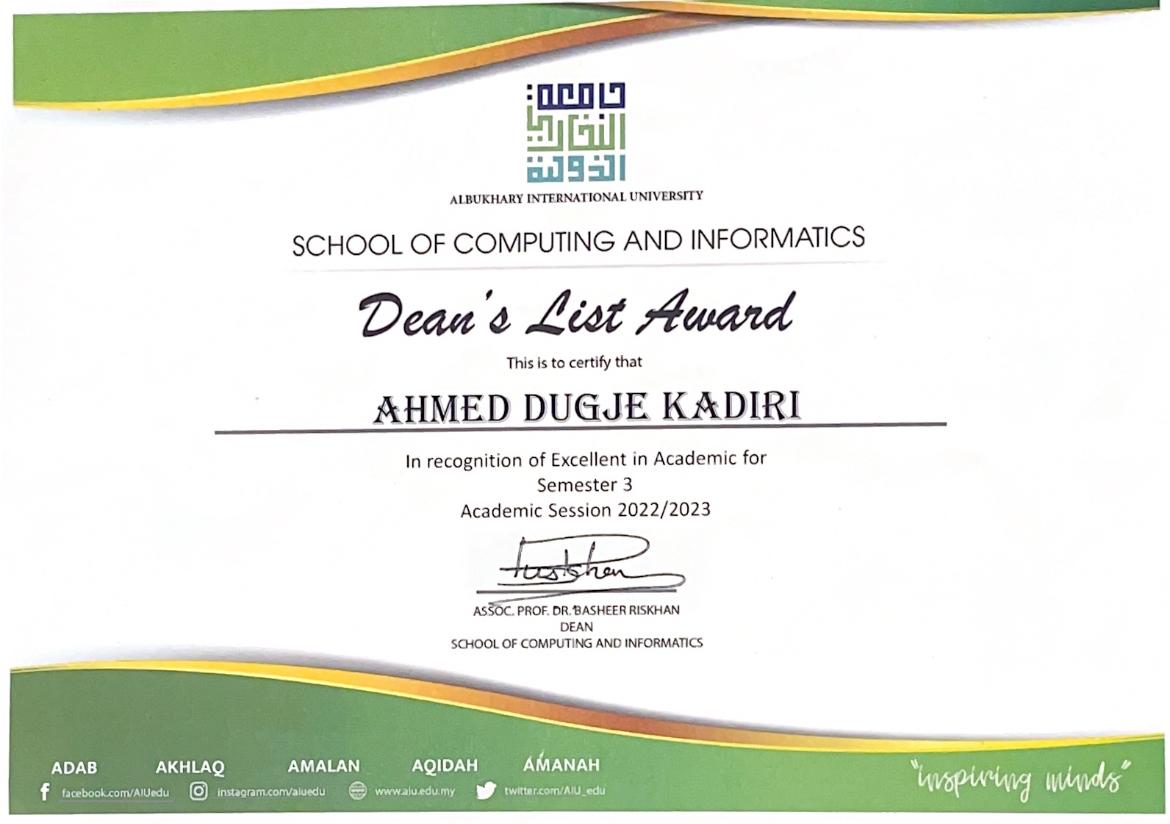 جامعة
البخاري
الدولية
ALBUKHARY INTERNATIONAL UNIVERSITY
SCHOOL OF COMPUTING AND INFORMATICS
Dean's List Award
This is to certify that
AHMED DUGJE KADIRI
In recognition of Excellent in Academic for
Semester 3
Academic Session 2022/2023
ASSOC. PROF. DR. BASHEER RISKHAN
DEAN
SCHOOL OF COMPUTING AND INFORMATICS
ADAB AKHLAQ AMALAN AQIDAH AMANAH
facebook.com/AIUedu instagram.com/aiuedu www.aiu.edu.my twitter.com/AIU_edu
"inspiring minds"